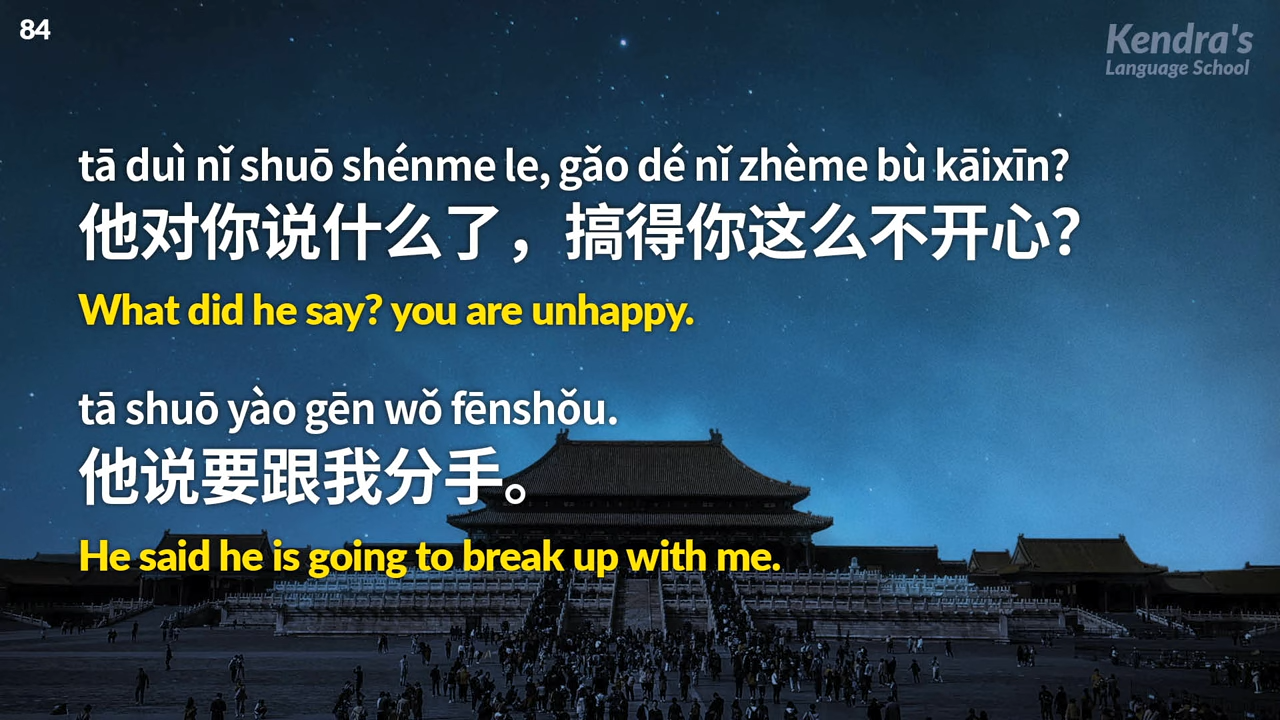 84
Kendra's
Language School
tā duì nǐ shuō shénme le, gǎo dé nǐ zhème bù kāixīn?
他对你说什么了，搞得你这么不开心？
What did he say? you are unhappy.
tā shuō yào gēn wǒ fēnshǒu.
他说要跟我分手。
He said he is going to break up with me.